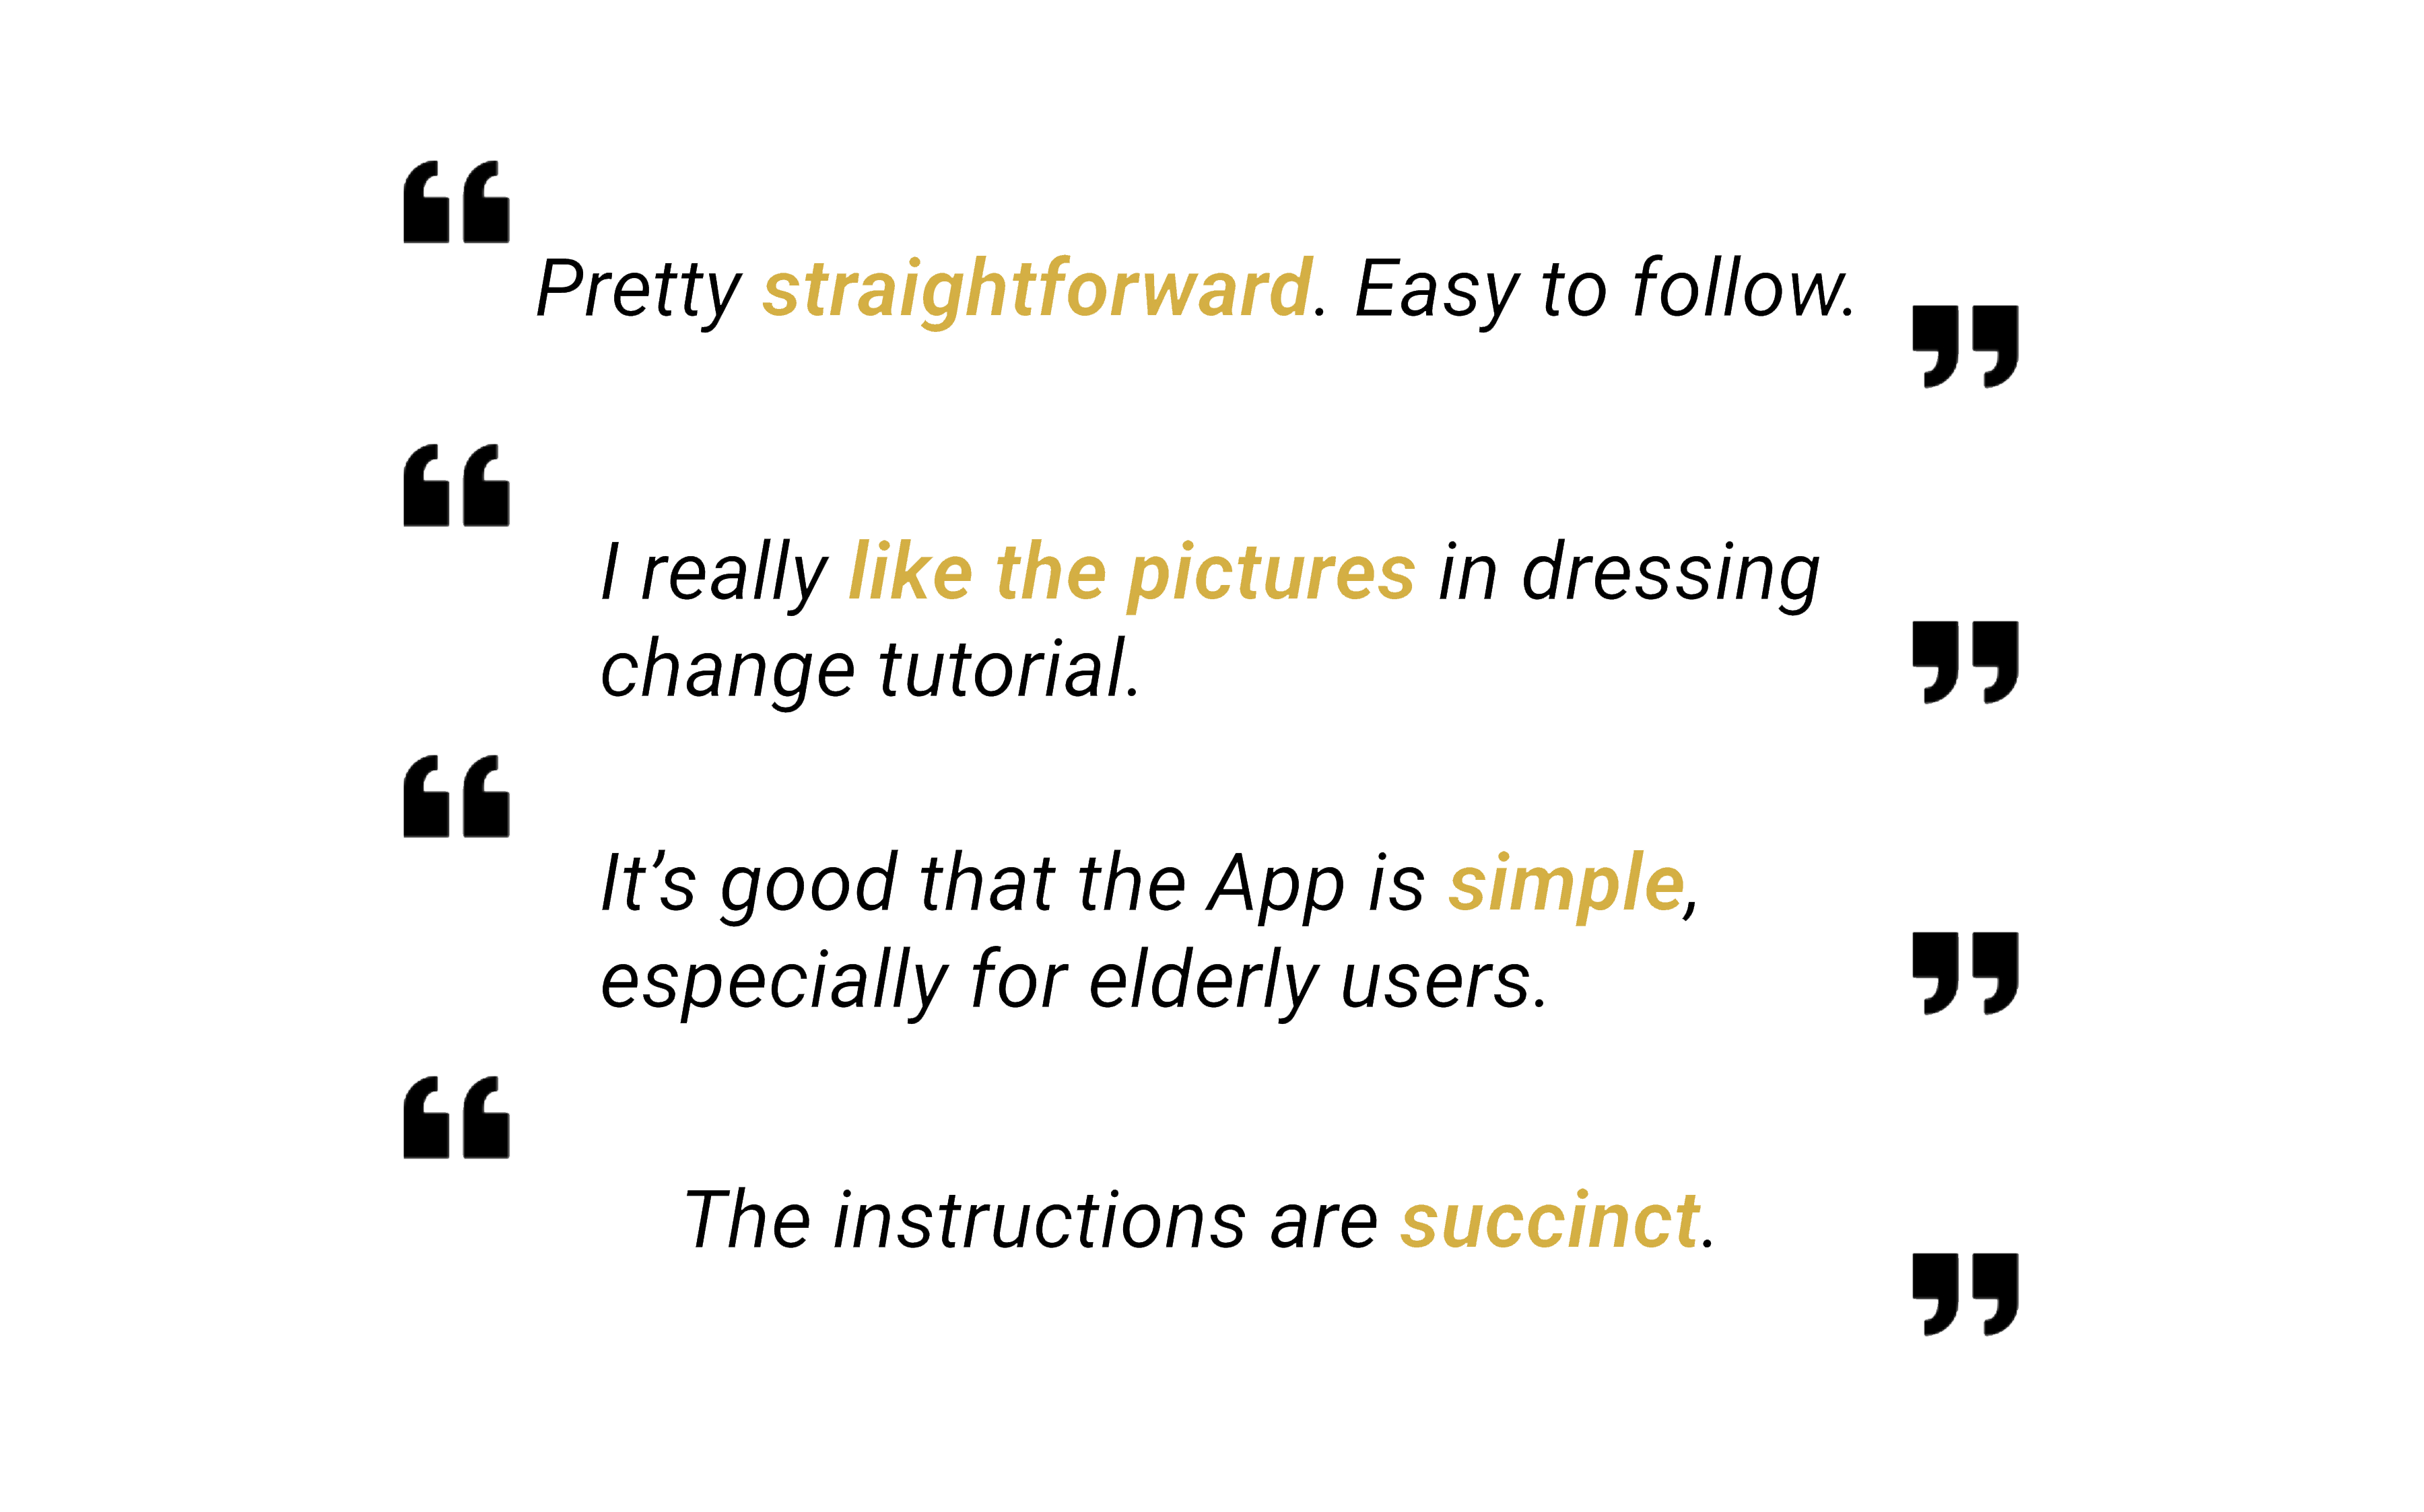 “
Pretty straightforward. Easy to follow.
”
“
I really like the pictures in dressing
change tutorial.
”
“
It’s good that the App is simple,
especially for elderly users.
”
“
The instructions are succinct.
”